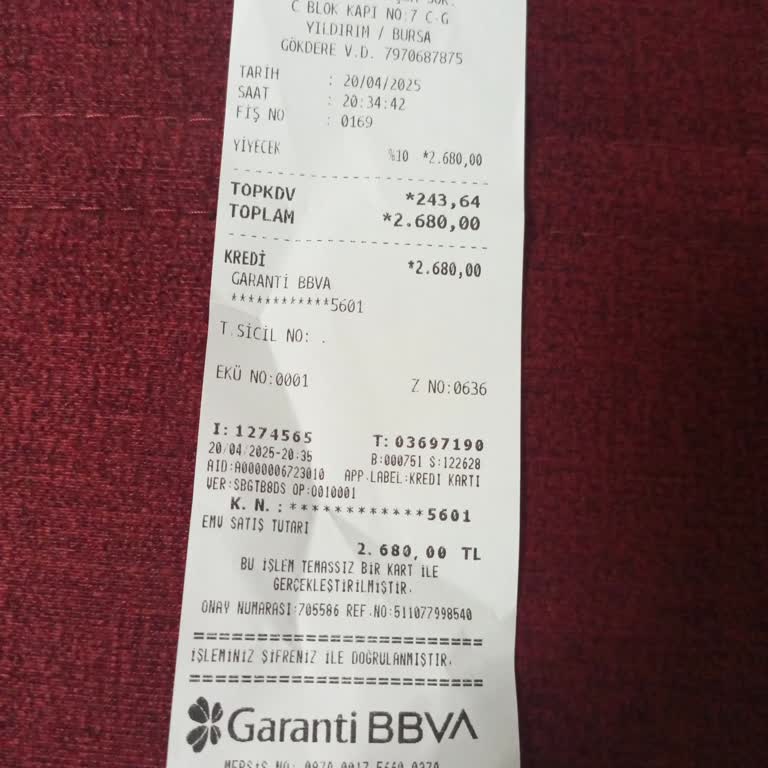 C BLOK KAPI NO:7 C-G
YILDIRIM / BURSA
GÖKDERE V.D. 7970687875
TARİH : 20/04/2025
SAAT : 20:34:42
FİŞ NO : 0169
YİYECEK %10 *2.680,00
TOPKDV *243,64
TOPLAM *2.680,00
KREDİ *2.680,00
GARANTİ BBVA
************5601
T.SİCİL NO: .
EKÜ NO:0001 Z NO:0636
I: 1274565 T: 03697190
20/04/2025-20:35 B:000751 S:122628
AID:A0000006723010 APP.LABEL:KREDI KARTI
VER:SBGTB8DS OP:0010001
K. N. : ************5601
EMV SATIŞ TUTARI
2.680,00 TL
BU İŞLEM TEMASSIZ BİR KART İLE
GERÇEKLEŞTİRİLMİŞTİR.
ONAY NUMARASI:705586 REF.NO:511077998540
İŞLEMİNİZ ŞİFRENİZ İLE DOĞRULANMIŞTIR.
Garanti BBVA
MERSİS NO: